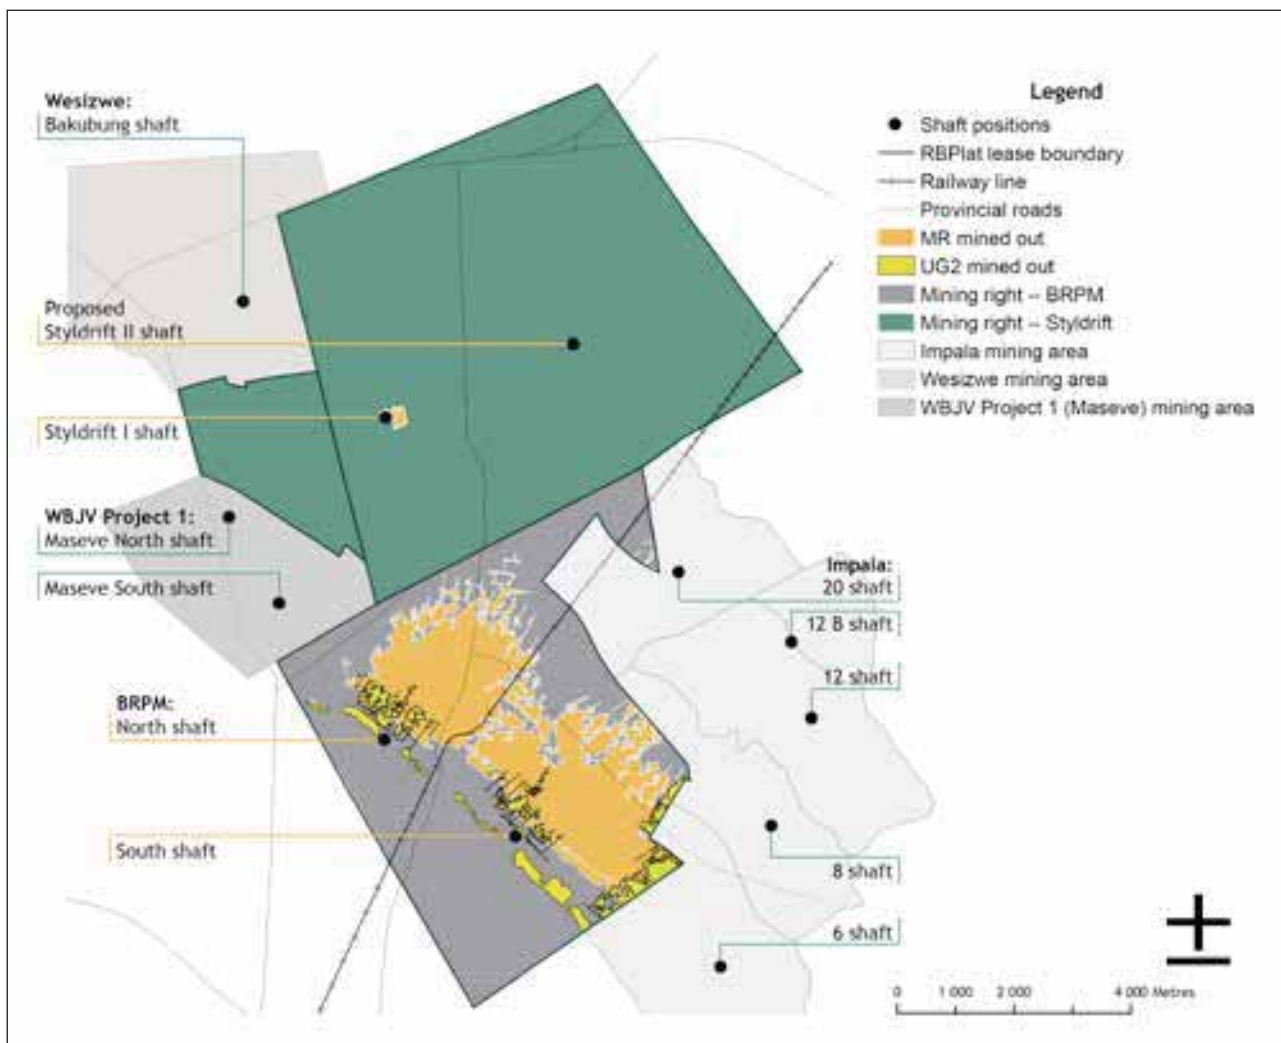 Wesizwe:
Bakubung shaft
Proposed
Styldrift II shaft
Styldrift I shaft
WBJV Project 1:
Maseve North shaft
Maseve South shaft
BRPM:
North shaft
South shaft
Legend
Shaft positions
RBPlat lease boundary
Railway line
Provincial roads
MR mined out
UG2 mined out
Mining right – BRPM
Mining right – Styldrift
Impala mining area
Wesizwe mining area
WBJV Project 1 (Maseve) mining area
Impala:
20 shaft
12 B shaft
12 shaft
8 shaft
6 shaft
0 1 000 2 000 4 000 Metres